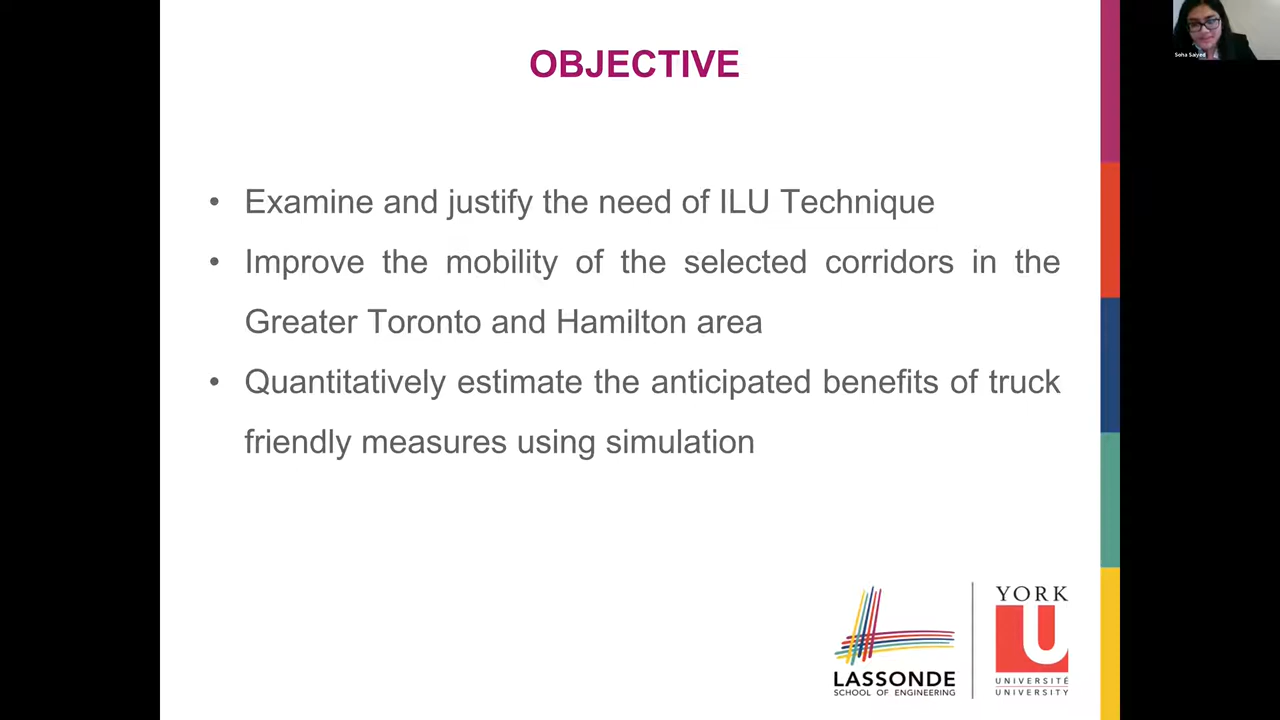 OBJECTIVE
Soha Saiyed
• Examine and justify the need of ILU Technique
• Improve the mobility of the selected corridors in the
Greater Toronto and Hamilton area
• Quantitatively estimate the anticipated benefits of truck
friendly measures using simulation
LASSONDE
SCHOOL OF ENGINEERING
YORK
U
UNIVERSITÉ
UNIVERSITY